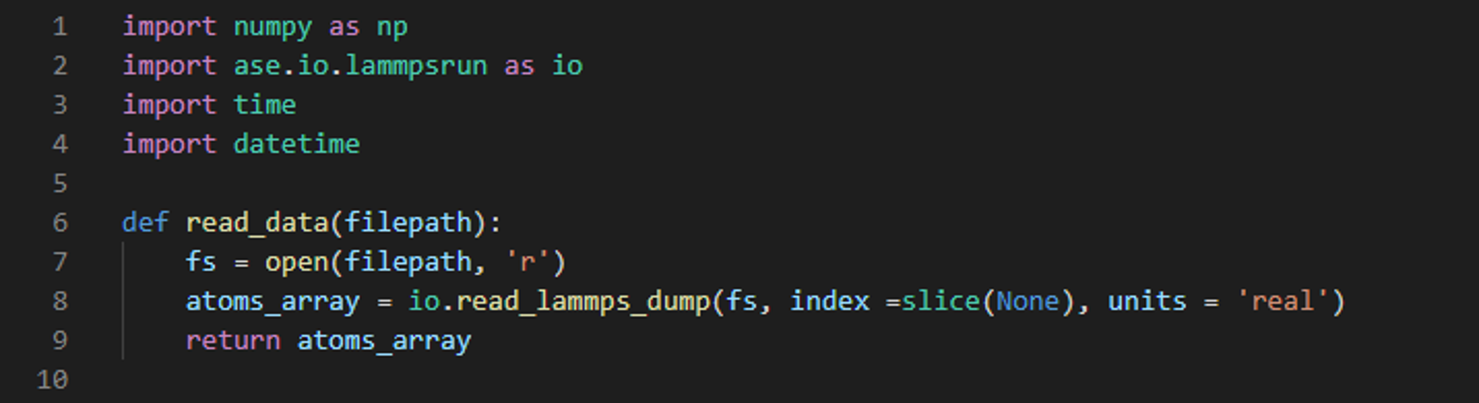 1 import numpy as np
2 import ase.io.lammpsrun as io
3 import time
4 import datetime
5
6 def read_data(filepath):
7     fs = open(filepath, 'r')
8     atoms_array = io.read_lammps_dump(fs, index =slice(None), units = 'real')
9     return atoms_array
10